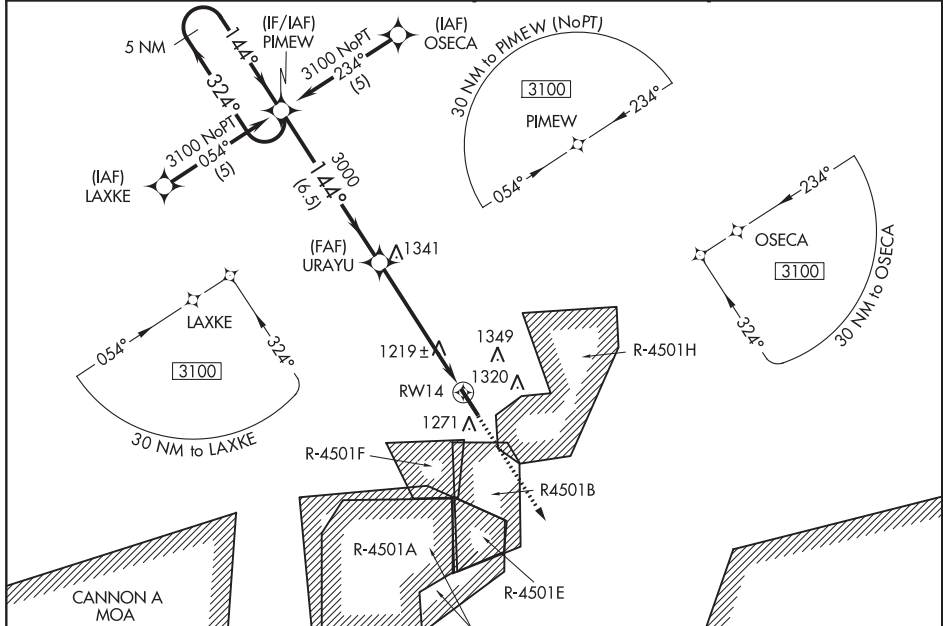 5 NM
144°
324°
(IF/IAF)
PIMEW
3100 NoPT
234°
(5)
(IAF)
OSECA
3100 NoPT
054°
(5)
(IAF)
LAXKE
3000
144°
(6.5)
(FAF)
URAYU
1341
30 NM to PIMEW (NoPT)
3100
PIMEW
234°
054°
234°
OSECA
3100
324°
30 NM to OSECA
LAXKE
054°
3100
324°
30 NM to LAXKE
1219±
1349
1320
RW14
1271
R-4501H
R-4501F
R4501B
R-4501A
R-4501E
CANNON A
MOA